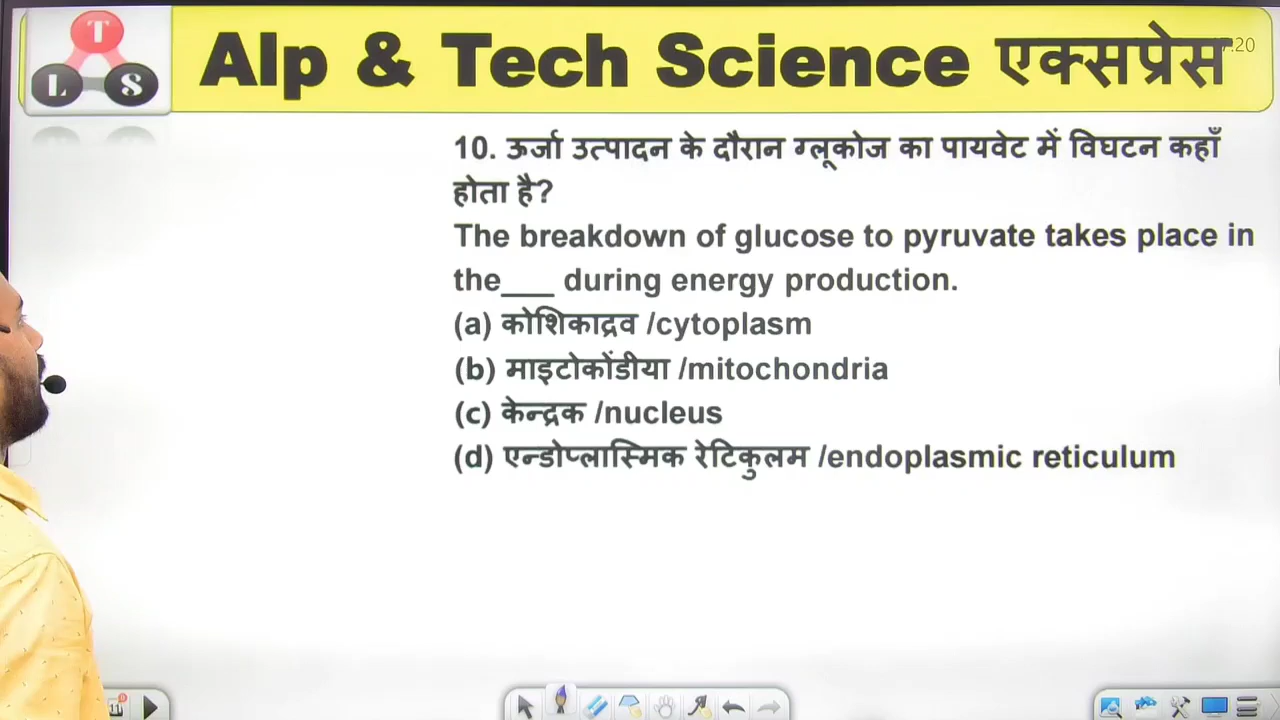 T
L S
Alp & Tech Science एक्सप्रेस
10. ऊर्जा उत्पादन के दौरान ग्लूकोज का पायवेट में विघटन कहाँ
होता है?
The breakdown of glucose to pyruvate takes place in
the___ during energy production.
(a) कोशिकाद्रव /cytoplasm
(b) माइटोकोंडीया /mitochondria
(c) केन्द्रक /nucleus
(d) एन्डोप्लास्मिक रेटिकुलम /endoplasmic reticulum
11